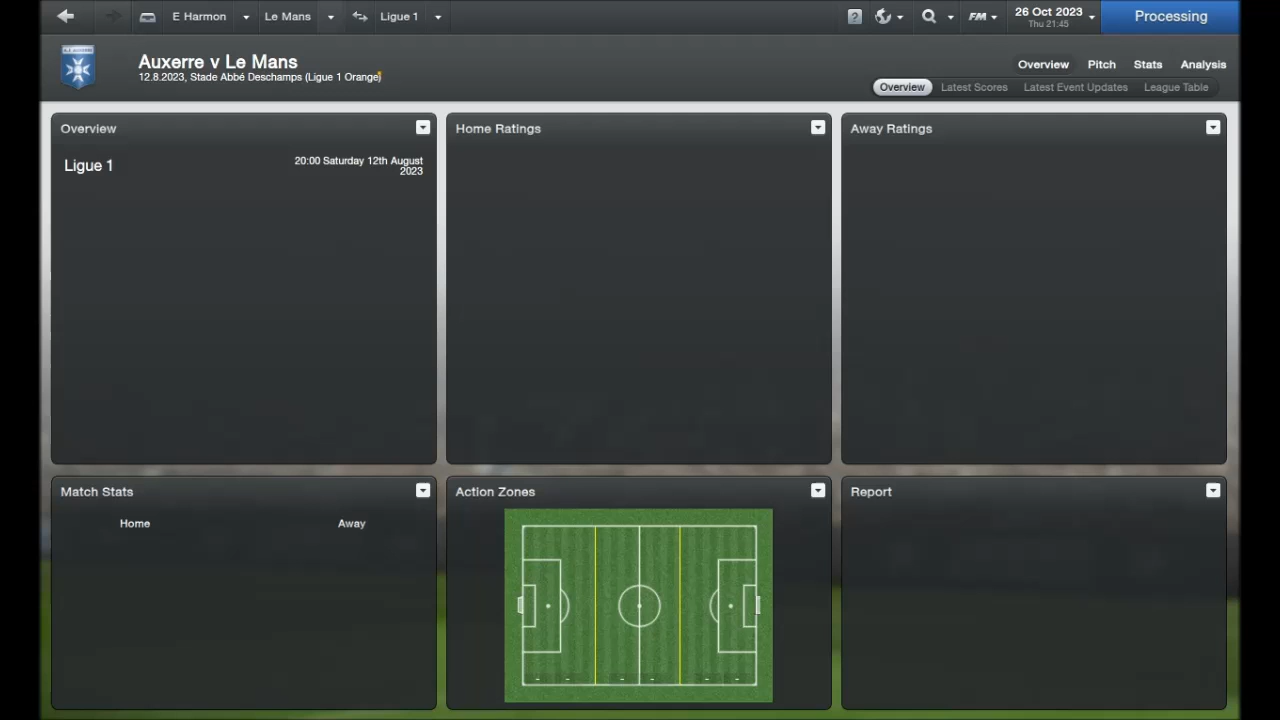 E Harmon
Le Mans
Ligue 1
?
FM
26 Oct 2023
Thu 21:45
Processing
Auxerre v Le Mans
12.8.2023, Stade Abbé Deschamps (Ligue 1 Orange)
Overview Pitch Stats Analysis
Overview Latest Scores Latest Event Updates League Table
Overview
Ligue 1
20:00 Saturday 12th August
2023
Home Ratings
Away Ratings
Match Stats
Home Away
Action Zones
Report